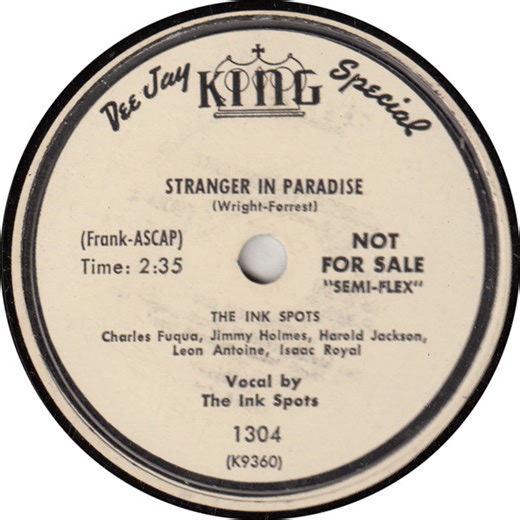 Dee Jay KING Special
STRANGER IN PARADISE
(Wright-Forrest)
(Frank-ASCAP)
Time: 2:35
NOT
FOR SALE
"SEMI-FLEX"
THE INK SPOTS
Charles Fuqua, Jimmy Holmes, Harold Jackson,
Leon Antoine, Isaac Royal
Vocal by
The Ink Spots
1304
(K9360)